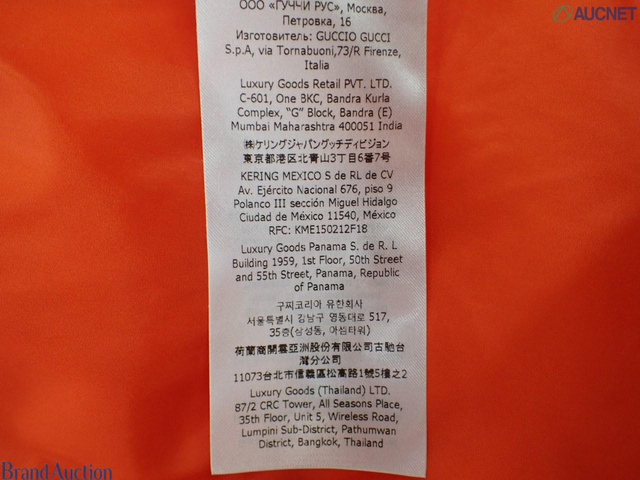 AUCNET
ООО «ГУЧЧИ РУС», Москва,
Петровка, 16
Изготовитель: GUCCIO GUCCI
S.p.A, via Tornabuoni,73/R Firenze,
Italia
Luxury Goods Retail PVT. LTD.
C-601, One BKC, Bandra Kurla
Complex, "G" Block, Bandra (E)
Mumbai Maharashtra 400051 India
㈱ケリングジャパングッチディビジョン
東京都港区北青山3丁目6番7号
KERING MEXICO S de RL de CV
Av. Ejército Nacional 676, piso 9
Polanco III sección Miguel Hidalgo
Ciudad de México 11540, México
RFC: KME150212F18
Luxury Goods Panama S. de R. L
Building 1959, 1st Floor, 50th Street
and 55th Street, Panama, Republic
of Panama
구찌코리아 유한회사
서울특별시 강남구 영동대로 517,
35층(삼성동, 아셈타워)
荷蘭商開雲亞洲股份有限公司古馳台
灣分公司
11073台北市信義區松高路1號5樓之2
Luxury Goods (Thailand) LTD.
87/2 CRC Tower, All Seasons Place,
35th Floor, Unit 5, Wireless Road,
Lumpini Sub-District, Pathumwan
District, Bangkok, Thailand
Brand Auction